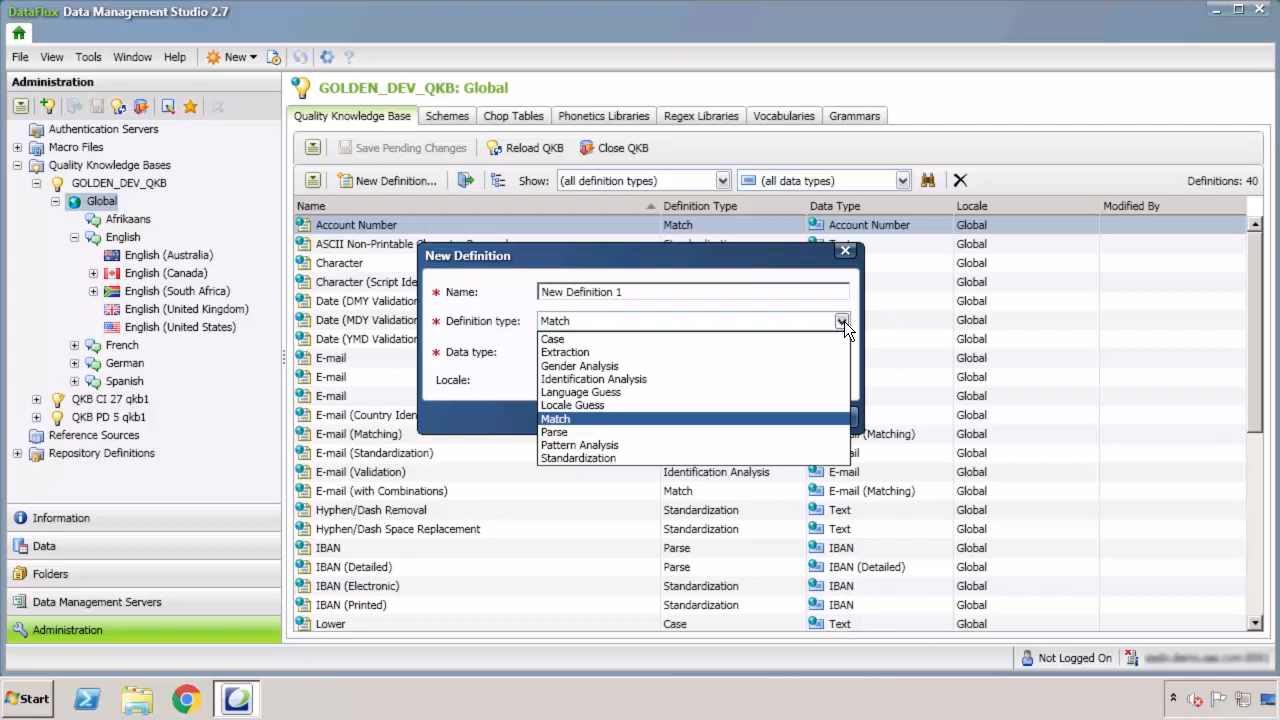 DataFlux Data Management Studio 2.7
File View Tools Window Help New
Administration
Authentication Servers
Macro Files
Quality Knowledge Bases
GOLDEN_DEV_QKB
Global
Afrikaans
English
English (Australia)
English (Canada)
English (South Africa)
English (United Kingdom)
English (United States)
French
German
Spanish
QKB CI 27 qkb1
QKB PD 5 qkb1
Reference Sources
Repository Definitions
Information
Data
Folders
Data Management Servers
Administration
GOLDEN_DEV_QKB: Global
Quality Knowledge Base Schemes Chop Tables Phonetics Libraries Regex Libraries Vocabularies Grammars
Save Pending Changes Reload QKB Close QKB
New Definition... Show: (all definition types) (all data types) Definitions: 40
Name Definition Type Data Type Locale Modified By
Account Number Match Account Number Global
ASCII Non-Printable Global
Character Global
Character (Script Ide Global
Date (DMY Validation Global
Date (MDY Validation Global
Date (YMD Validation Global
E-mail Global
E-mail Global
E-mail Global
E-mail (Country Iden Global
E-mail (Matching) (Matching) Global
E-mail (Standardization) ail Global
E-mail (Validation) Identification Analysis E-mail Global
E-mail (with Combinations) Match E-mail (Matching) Global
Hyphen/Dash Removal Standardization Text Global
Hyphen/Dash Space Replacement Standardization Text Global
IBAN Parse IBAN Global
IBAN (Detailed) Parse IBAN (Detailed) Global
IBAN (Electronic) Standardization IBAN Global
IBAN (Printed) Standardization IBAN Global
Lower Case Text Global
New Definition
* Name: New Definition 1
* Definition type: Match
* Data type:
Locale:
Case
Extraction
Gender Analysis
Identification Analysis
Language Guess
Locale Guess
Match
Parse
Pattern Analysis
Standardization
Not Logged On
Start